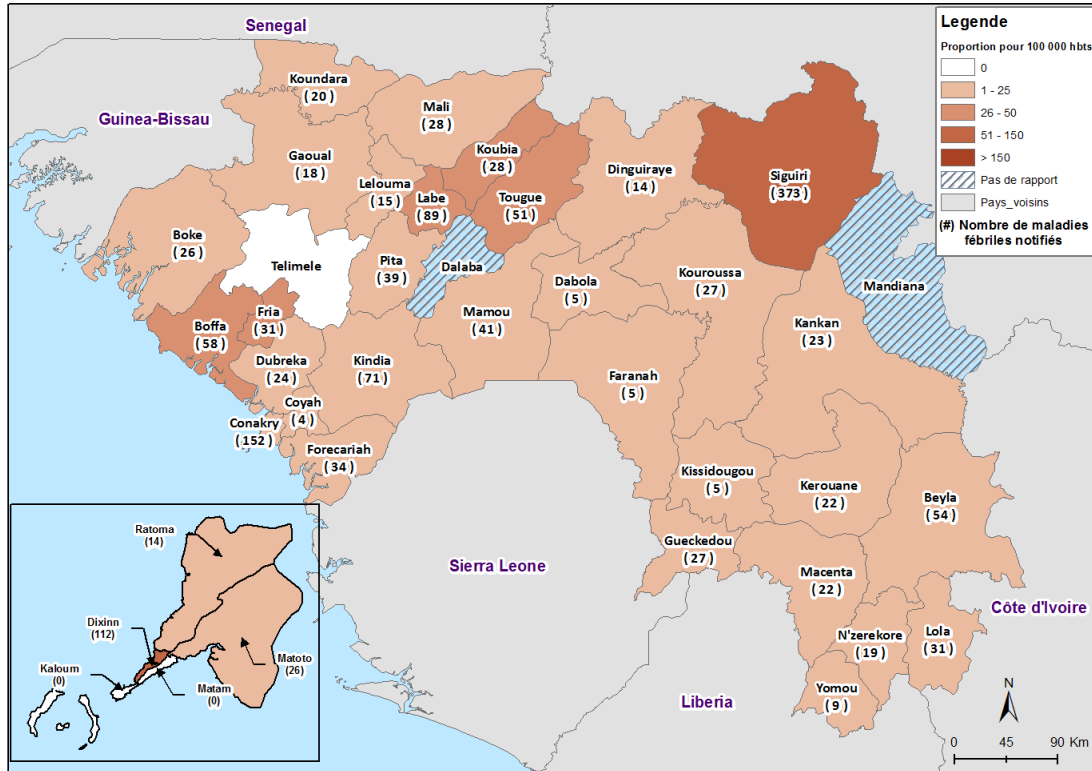 Senegal
Guinea-Bissau
Koundara
(20)
Mali
(28)
Gaoual
(18)
Koubia
(28)
Lelouma
(15)
Labe
(89)
Tougue
(51)
Dinguiraye
(14)
Siguiri
(373)
Boke
(26)
Telimele
Pita
(39)
Dalaba
Mandiana
Dabola
(5)
Kouroussa
(27)
Boffa
(58)
Fria
(31)
Mamou
(41)
Kankan
(23)
Dubreka
(24)
Kindia
(71)
Faranah
(5)
Coyah
(4)
Conakry
(152)
Forecariah
(34)
Kissidougou
(5)
Kerouane
(22)
Beyla
(54)
Gueckedou
(27)
Macenta
(22)
Sierra Leone
Côte d'Ivoire
N'zerekore
(19)
Lola
(31)
Yomou
(9)
Liberia
Ratoma
(14)
Dixinn
(112)
Kaloum
(0)
Matam
(0)
Matoto
(26)
Legende
Proportion pour 100 000 hbts
0
1 - 25
26 - 50
51 - 150
> 150
Pas de rapport
Pays_voisins
(#) Nombre de maladies
fébriles notifiés
N
0 45 90 Km